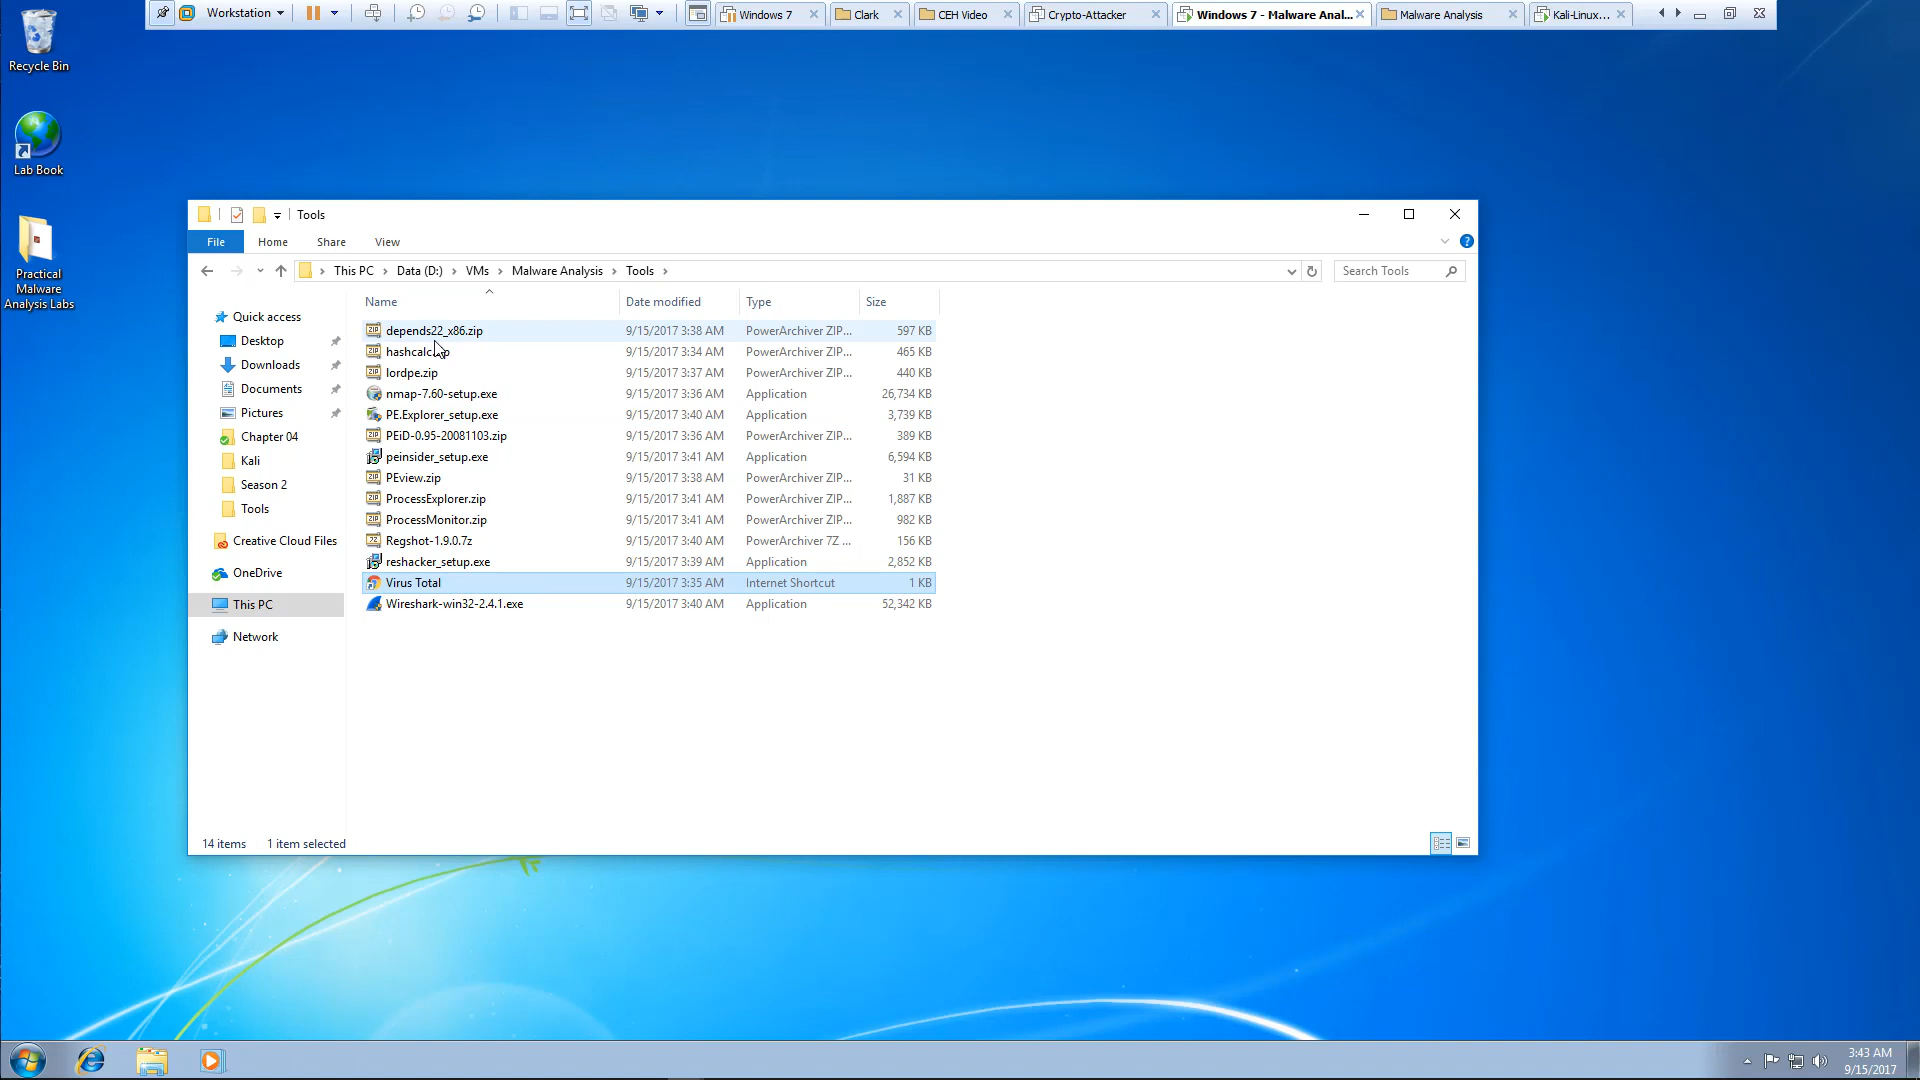 Workstation
Windows 7
Clark
CEH Video
Crypto-Attacker
Windows 7 - Malware Anal...
Malware Analysis
Kali-Linux...
Recycle Bin
Lab Book
Practical
Malware
Analysis Labs
Tools
File Home Share View
This PC Data (D:) VMs Malware Analysis Tools
Search Tools
Name Date modified Type Size
Quick access
Desktop
Downloads
Documents
Pictures
Chapter 04
Kali
Season 2
Tools
Creative Cloud Files
OneDrive
This PC
Network
depends22_x86.zip 9/15/2017 3:38 AM PowerArchiver ZIP... 597 KB
9/15/2017 3:34 AM PowerArchiver ZIP... 465 KB
lordpe.zip 9/15/2017 3:37 AM PowerArchiver ZIP... 440 KB
nmap-7.60-setup.exe 9/15/2017 3:36 AM Application 26,734 KB
PE.Explorer_setup.exe 9/15/2017 3:40 AM Application 3,739 KB
PEiD-0.95-20081103.zip 9/15/2017 3:36 AM PowerArchiver ZIP... 389 KB
peinsider_setup.exe 9/15/2017 3:41 AM Application 6,594 KB
PEview.zip 9/15/2017 3:38 AM PowerArchiver ZIP... 31 KB
ProcessExplorer.zip 9/15/2017 3:41 AM PowerArchiver ZIP... 1,887 KB
ProcessMonitor.zip 9/15/2017 3:41 AM PowerArchiver ZIP... 982 KB
Regshot-1.9.0.7z 9/15/2017 3:40 AM PowerArchiver 7Z ... 156 KB
reshacker_setup.exe 9/15/2017 3:39 AM Application 2,852 KB
Virus Total 9/15/2017 3:35 AM Internet Shortcut 1 KB
Wireshark-win32-2.4.1.exe 9/15/2017 3:40 AM Application 52,342 KB
14 items 1 item selected
3:43 AM
9/15/2017